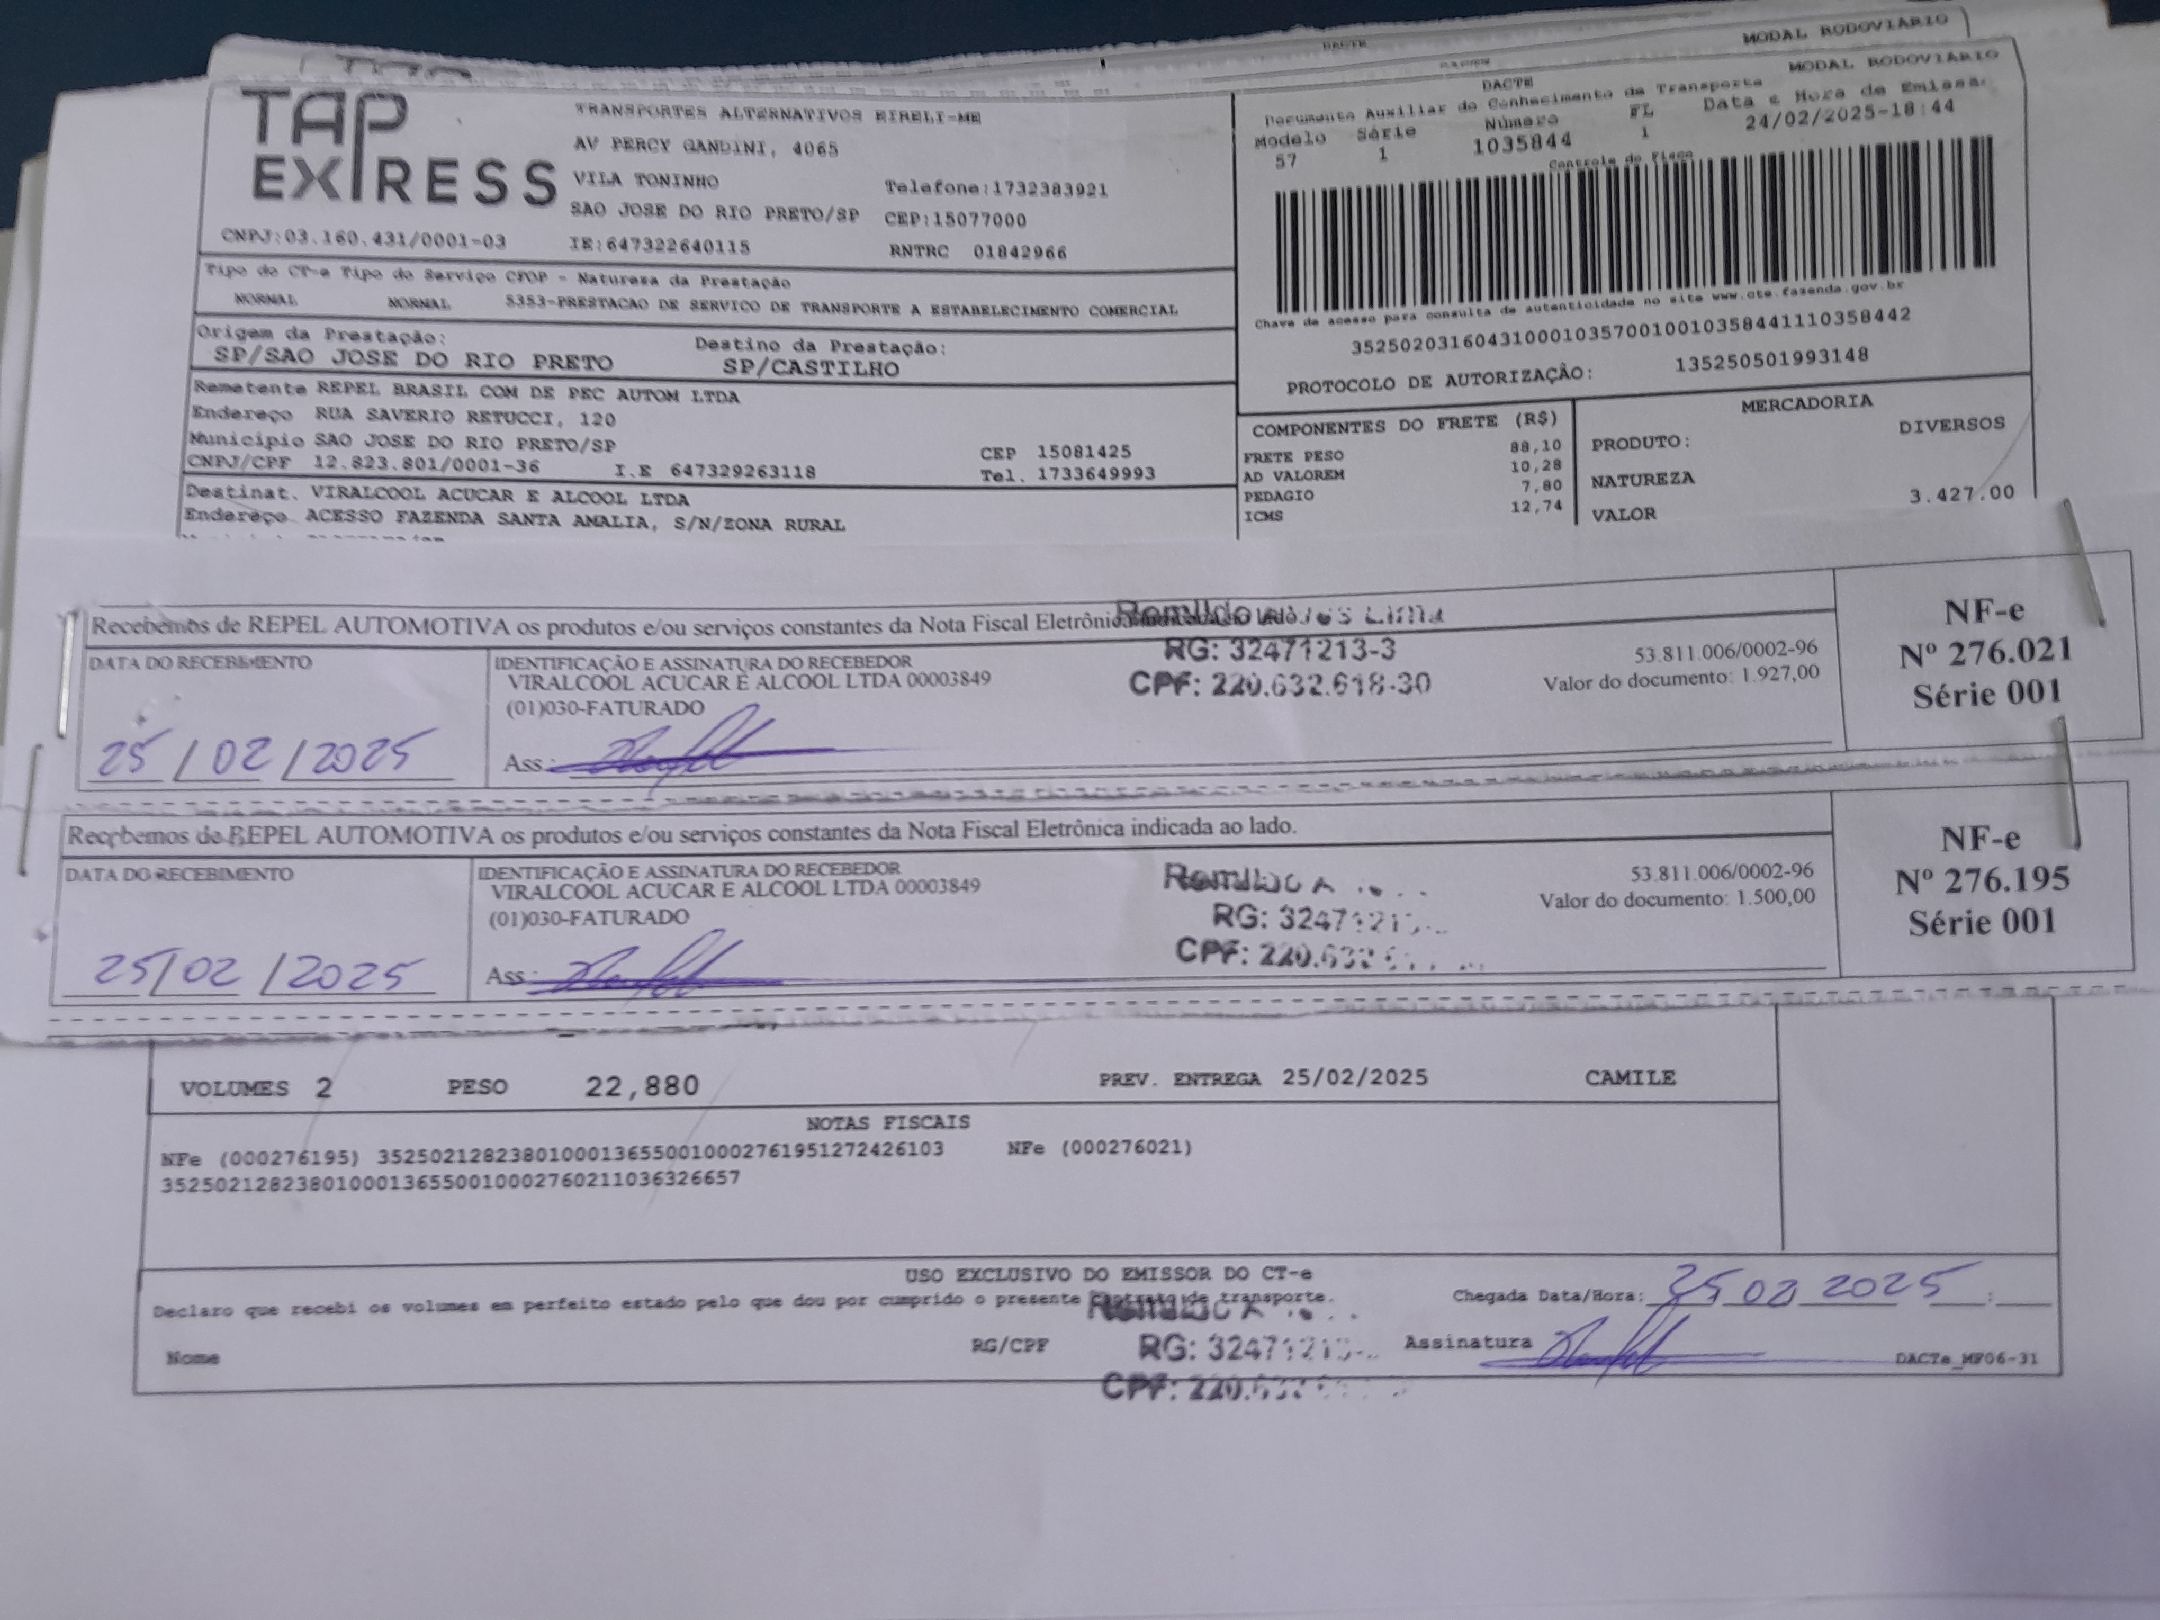 MODAL RODOVIARIO
DACTE
MODAL RODOVIARIO
TAP EXPRESS
TRANSPORTES ALTERNATIVOS EIRELI-ME
AV PERCY GANDINI, 4065
VILA TONINHO
Telefone:1732383921
SAO JOSE DO RIO PRETO/SP CEP:15077000
CNPJ:03.160.431/0001-03 IE:647322640115 RNTRC 01842966
DACTE
Documento Auxiliar do Conhecimento de Transporte
Modelo Série Número FL Data e Hora de Emissao
57 1 1035844 1 24/02/2025-18:44
Controle do Fisco
Chave de acesso para consulta de autenticidade no site www.cte.fazenda.gov.br
35250203160431000103570010010358441110358442
PROTOCOLO DE AUTORIZAÇÃO: 135250501993148
Tipo do CT-e Tipo do Serviço CFOP - Natureza da Prestação
NORMAL NORMAL 5353-PRESTACAO DE SERVICO DE TRANSPORTE A ESTABELECIMENTO COMERCIAL
Origem da Prestação: Destino da Prestação:
SP/SAO JOSE DO RIO PRETO SP/CASTILHO
Remetente REPEL BRASIL COM DE PEC AUTOM LTDA
Endereço RUA SAVERIO RETUCCI, 120
Município SAO JOSE DO RIO PRETO/SP CEP 15081425
CNPJ/CPF 12.823.801/0001-36 I.E 647329263118 Tel. 1733649993
Destinat. VIRALCOOL ACUCAR E ALCOOL LTDA
Endereço ACESSO FAZENDA SANTA AMALIA, S/N/ZONA RURAL
COMPONENTES DO FRETE (R$)
FRETE PESO 88,10
AD VALOREM 10,28
PEDAGIO 7,80
ICMS 12,74
MERCADORIA
PRODUTO: DIVERSOS
NATUREZA
VALOR 3.427.00
Recebemos de REPEL AUTOMOTIVA os produtos e/ou serviços constantes da Nota Fiscal Eletrônica
Romildo Alves Lima
RG: 32471213-3
CPF: 220.632.618-30
DATA DO RECEBIMENTO
25/02/2025
IDENTIFICAÇÃO E ASSINATURA DO RECEBEDOR
VIRALCOOL ACUCAR E ALCOOL LTDA 00003849
(01)030-FATURADO
Ass.:
53.811.006/0002-96
Valor do documento: 1.927,00
NF-e
Nº 276.021
Série 001
Recebemos de REPEL AUTOMOTIVA os produtos e/ou serviços constantes da Nota Fiscal Eletrônica indicada ao lado.
DATA DO RECEBIMENTO
25/02/2025
IDENTIFICAÇÃO E ASSINATURA DO RECEBEDOR
VIRALCOOL ACUCAR E ALCOOL LTDA 00003849
(01)030-FATURADO
Ass.:
RG:
CPF:
53.811.006/0002-96
Valor do documento: 1.500,00
NF-e
Nº 276.195
Série 001
VOLUMES 2 PESO 22,880 PREV. ENTREGA 25/02/2025 CAMILE
NOTAS FISCAIS
NFe (000276195) 35250212823801000136550010002761951272426103 NFe (000276021)
35250212823801000136550010002760211036326657
USO EXCLUSIVO DO EMISSOR DO CT-e
Declaro que recebi os volumes em perfeito estado pelo que dou por cumprido o presente contrato de transporte.
Chegada Data/Hora: 25 02 2025 :
Nome RG/CPF
RG:
CPF:
Assinatura
DACTe_MF06-31